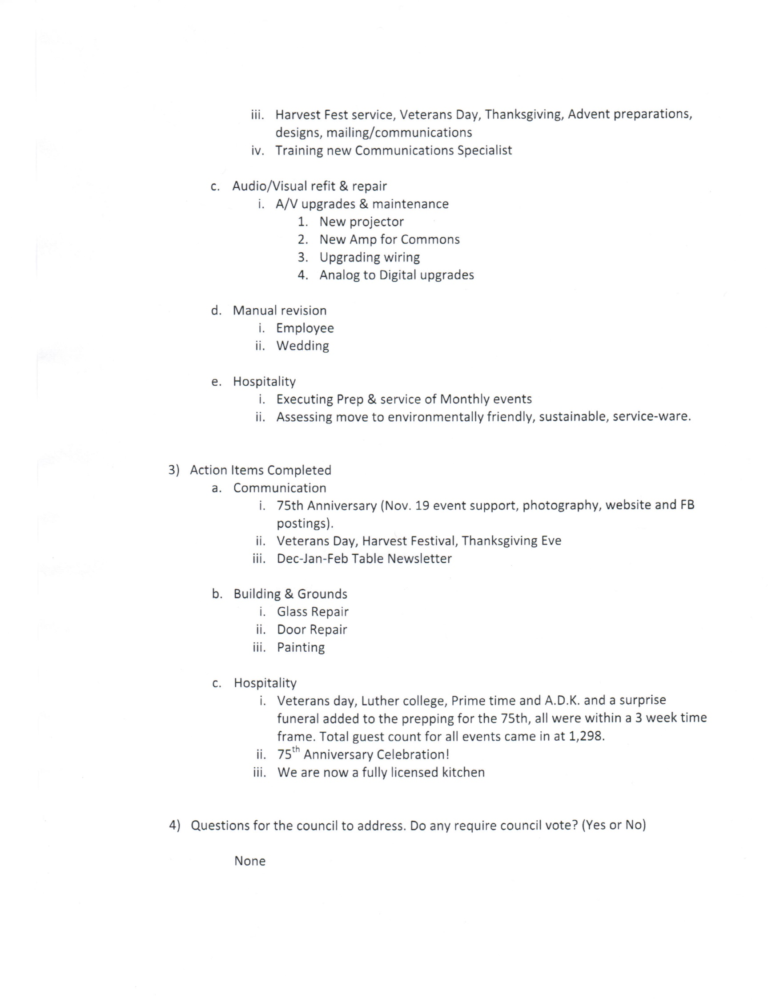 iii. Harvest Fest service, Veterans Day, Thanksgiving, Advent preparations,
designs, mailing/communications
iv. Training new Communications Specialist
c. Audio/Visual refit & repair
i. A/V upgrades & maintenance
1. New projector
2. New Amp for Commons
3. Upgrading wiring
4. Analog to Digital upgrades
d. Manual revision
i. Employee
ii. Wedding
e. Hospitality
i. Executing Prep & service of Monthly events
ii. Assessing move to environmentally friendly, sustainable, service-ware.
3) Action Items Completed
a. Communication
i. 75th Anniversary (Nov. 19 event support, photography, website and FB
postings).
ii. Veterans Day, Harvest Festival, Thanksgiving Eve
iii. Dec-Jan-Feb Table Newsletter
b. Building & Grounds
i. Glass Repair
ii. Door Repair
iii. Painting
c. Hospitality
i. Veterans day, Luther college, Prime time and A.D.K. and a surprise
funeral added to the prepping for the 75th, all were within a 3 week time
frame. Total guest count for all events came in at 1,298.
ii. 75th Anniversary Celebration!
iii. We are now a fully licensed kitchen
4) Questions for the council to address. Do any require council vote? (Yes or No)
None